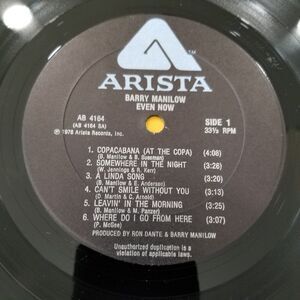 ARISTA
BARRY MANILOW
EVEN NOW
AB 4164
(AB 4164 SA)
℗1978 Arista Records, Inc.
SIDE 1
33⅓ RPM
1. COPACABANA (AT THE COPA) (4:08)
(B. Manilow & B. Sussman)
2. SOMEWHERE IN THE NIGHT (3:28)
(W. Jennings & R. Kerr)
3. A LINDA SONG (3:20)
(B. Manilow & E. Anderson)
4. CAN'T SMILE WITHOUT YOU (3:13)
(D. Martin & C. Arnold)
5. LEAVIN' IN THE MORNING (3:25)
(B. Manilow & M. Panzer)
6. WHERE DO I GO FROM HERE (3:07)
(P. McGee)
PRODUCED BY RON DANTE & BARRY MANILOW
Unauthorized duplication is a
violation of applicable laws.